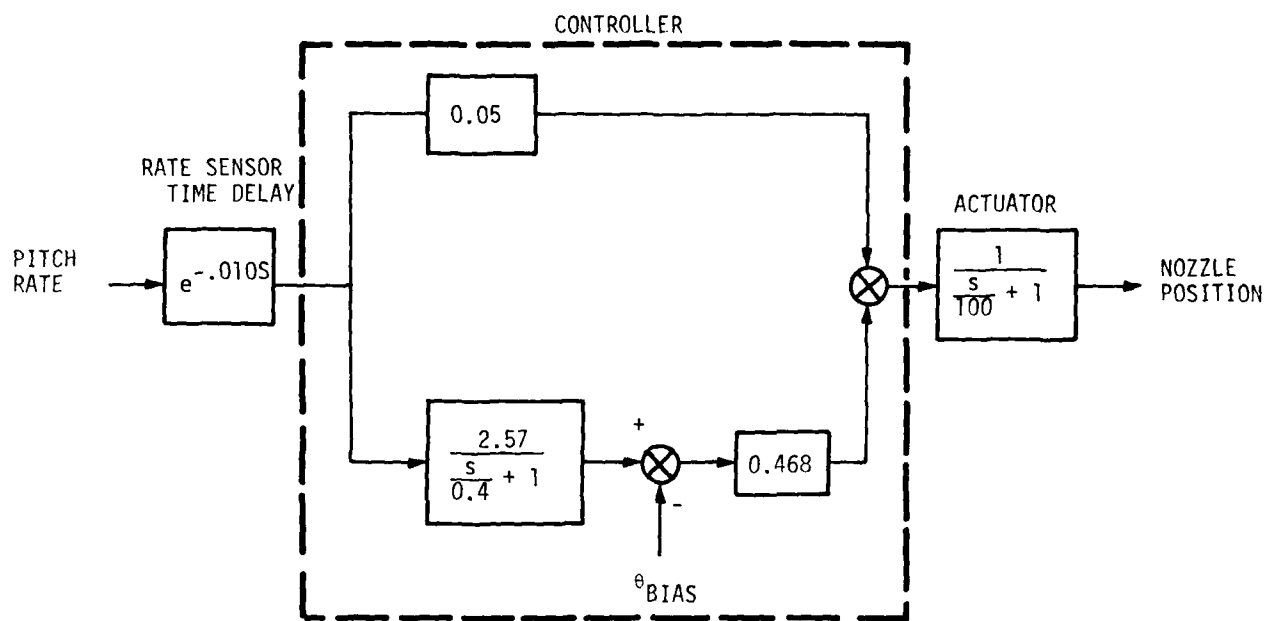 CONTROLLER
0.05
RATE SENSOR
TIME DELAY
ACTUATOR
PITCH
RATE
e^-.010S
1
s
100 + 1
NOZZLE
POSITION
2.57
s
0.4 + 1
+
0.468
-
θBIAS